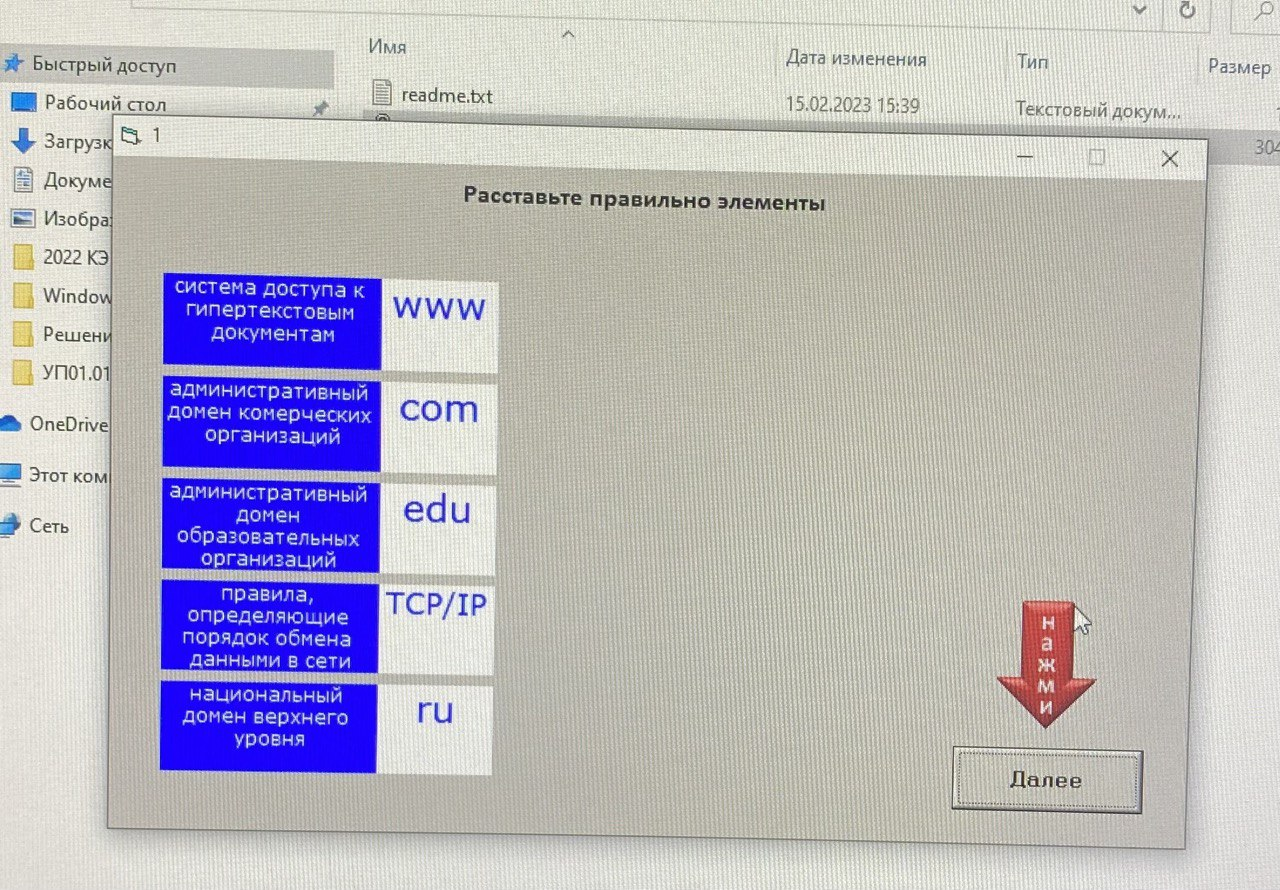 Имя
Дата изменения
Тип
Размер
Быстрый доступ
readme.txt
15.02.2023 15:39
Текстовый докум...
Рабочий стол
Загрузк
Докуме
Изобра
2022 КЭ
Window
Решени
УП01.01
OneDrive
Этот ком
Сеть
304
1
Расставьте правильно элементы
система доступа к
гипертекстовым
документам
www
административный
домен комерческих
организаций
com
административный
домен
образовательных
организаций
edu
правила,
определяющие
порядок обмена
данными в сети
TCP/IP
национальный
домен верхнего
уровня
ru
нажми
Далее